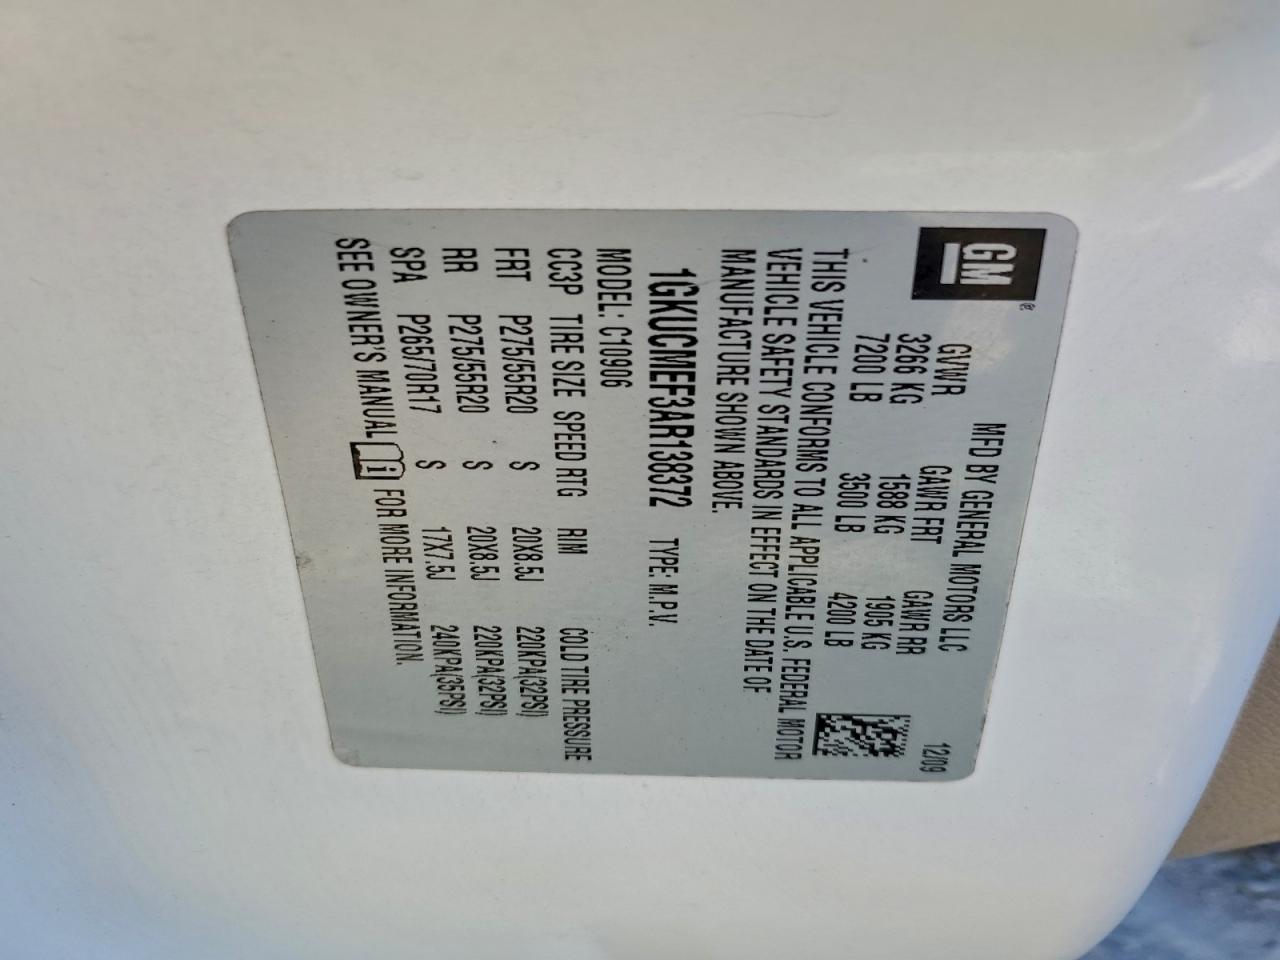 GM ®
MFD BY GENERAL MOTORS LLC 12/09
GVWR GAWR FRT GAWR RR
3266 KG 1588 KG 1905 KG
7200 LB 3500 LB 4200 LB
THIS VEHICLE CONFORMS TO ALL APPLICABLE U.S. FEDERAL MOTOR
VEHICLE SAFETY STANDARDS IN EFFECT ON THE DATE OF
MANUFACTURE SHOWN ABOVE.
1GKUCMEF3AR138372 TYPE: M.P.V.
MODEL: C10906
CC3P TIRE SIZE SPEED RTG RIM COLD TIRE PRESSURE
FRT P275/55R20 S 20X8.5J 220KPA(32PSI)
RR P275/55R20 S 20X8.5J 220KPA(32PSI)
SPA P265/70R17 S 17X7.5J 240KPA(35PSI)
SEE OWNER'S MANUAL FOR MORE INFORMATION.